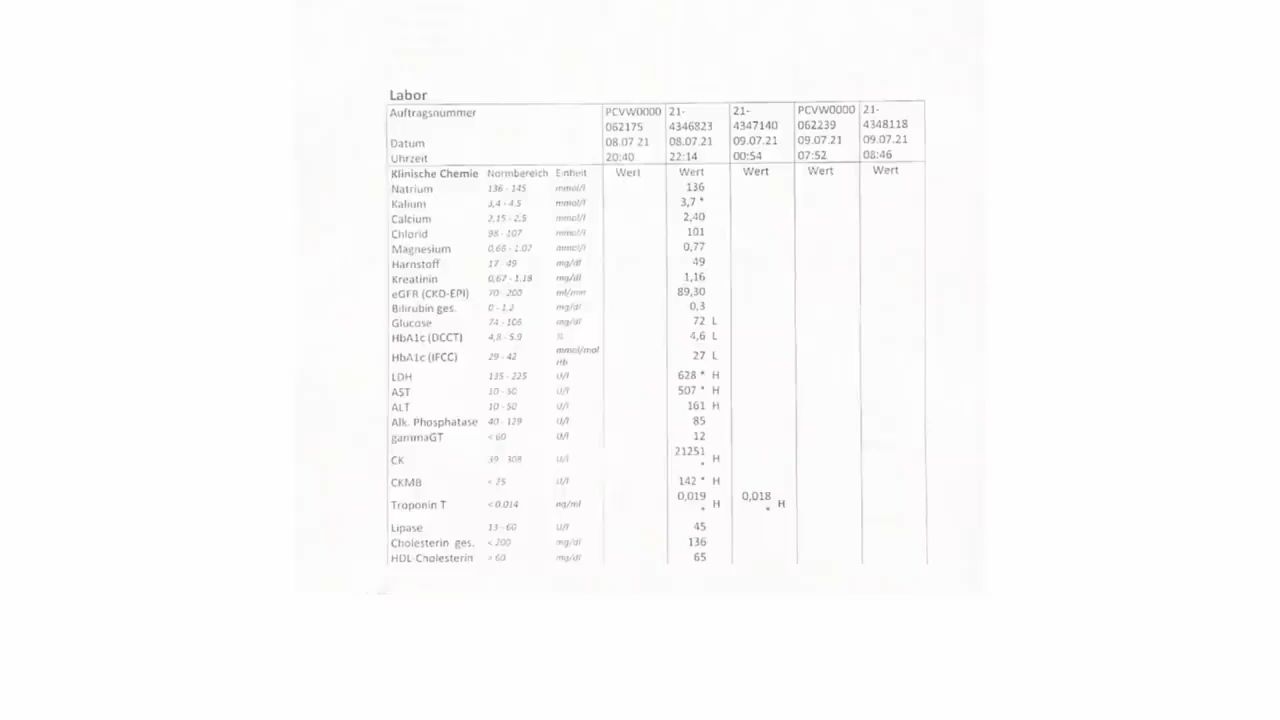 Labor
Auftragsnummer PCVW0000 21- 21- PCVW0000 21-
062175 4346823 4347140 062239 4348118
Datum 08.07 21 08.07.21 09.07.21 09.07.21 09.07.21
Uhrzeit 20:40 22:14 00:54 07:52 08:46
Klinische Chemie Normbereich Einheit Wert Wert Wert Wert Wert
Natrium 136 - 145 mmol/l 136
Kalium 3,4 - 4,5 mmol/l 3,7 *
Calcium 2,15 - 2,5 mmol/l 2,40
Chlorid 98 - 107 mmol/l 101
Magnesium 0,66 - 1,07 mmol/l 0,77
Harnstoff 17 - 49 mg/dl 49
Kreatinin 0,67 - 1,18 mg/dl 1,16
eGFR (CKD-EPI) 70 - 200 ml/min 89,30
Bilirubin ges. 0 - 1,2 mg/dl 0,3
Glucose 74 - 106 mg/dl 72 L
HbA1c (DCCT) 4,8 - 5,9 % 4,6 L
HbA1c (IFCC) 29 - 42 mmol/mol Hb 27 L
LDH 135 - 225 U/l 628 * H
AST 10 - 50 U/l 507 * H
ALT 10 - 50 U/l 161 H
Alk. Phosphatase 40 - 129 U/l 85
gammaGT < 60 U/l 12
CK 39 - 308 U/l 21251 * H
CKMB < 25 U/l 142 * H
Troponin T < 0.014 ng/ml 0,019 * H 0,018 * H
Lipase 13 - 60 U/l 45
Cholesterin ges. < 200 mg/dl 136
HDL-Cholesterin > 60 mg/dl 65